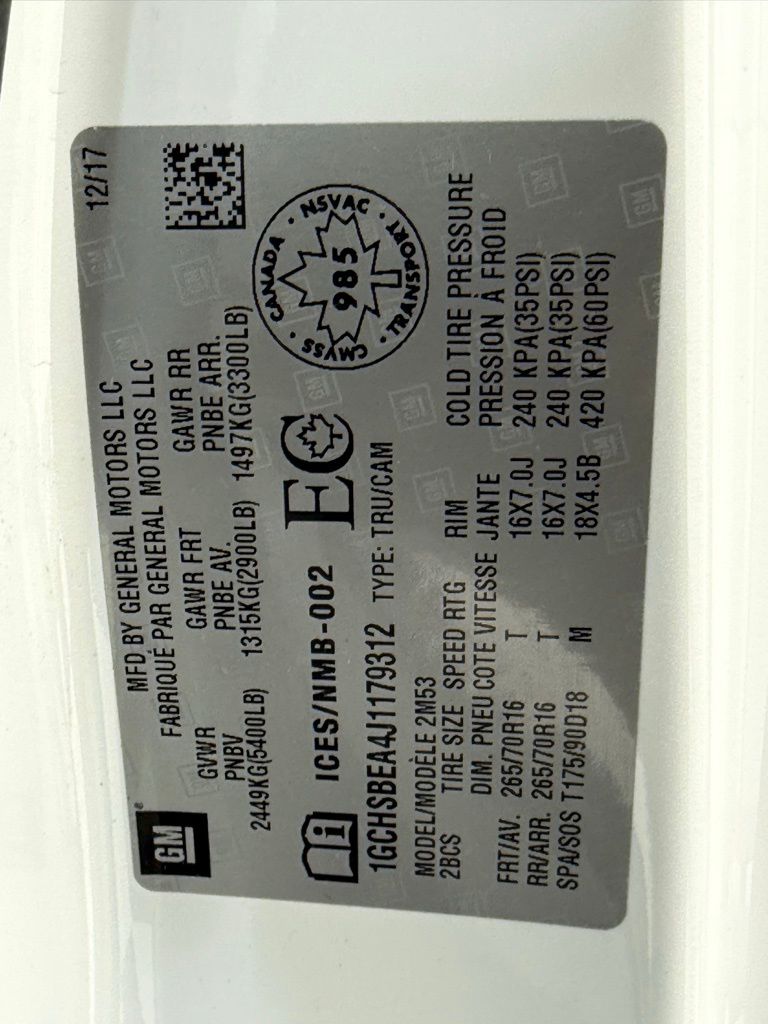 GM
MFD BY GENERAL MOTORS LLC 12/17
FABRIQUÉ PAR GENERAL MOTORS LLC
GVWR GAWR FRT GAWR RR
PNBV PNBE AV. PNBE ARR.
2449KG(5400LB) 1315KG(2900LB) 1497KG(3300LB)
ICES/NMB-002 EC
CANADA · NSVAC · TRANSPORT · CMVSS ·
985
1GCHSBEA4J1179312 TYPE: TRU/CAM
MODEL/MODÈLE 2M53
2BCS TIRE SIZE SPEED RTG RIM COLD TIRE PRESSURE
DIM. PNEU COTE VITESSE JANTE PRESSION À FROID
FRT/AV. 265/70R16 T 16X7.0J 240 KPA(35PSI)
RR/ARR. 265/70R16 T 16X7.0J 240 KPA(35PSI)
SPA/SOS T175/90D18 M 18X4.5B 420 KPA(60PSI)